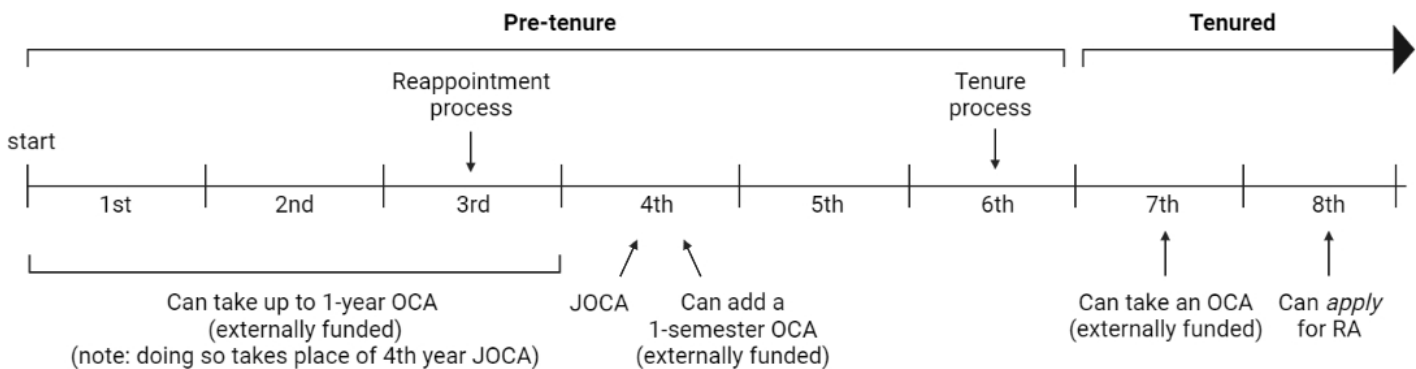 Pre-tenure
Tenured
Reappointment
process
Tenure
process
start
1st
2nd
3rd
4th
5th
6th
7th
8th
Can take up to 1-year OCA
(externally funded)
(note: doing so takes place of 4th year JOCA)
JOCA
Can add a
1-semester OCA
(externally funded)
Can take an OCA
(externally funded)
Can apply
for RA